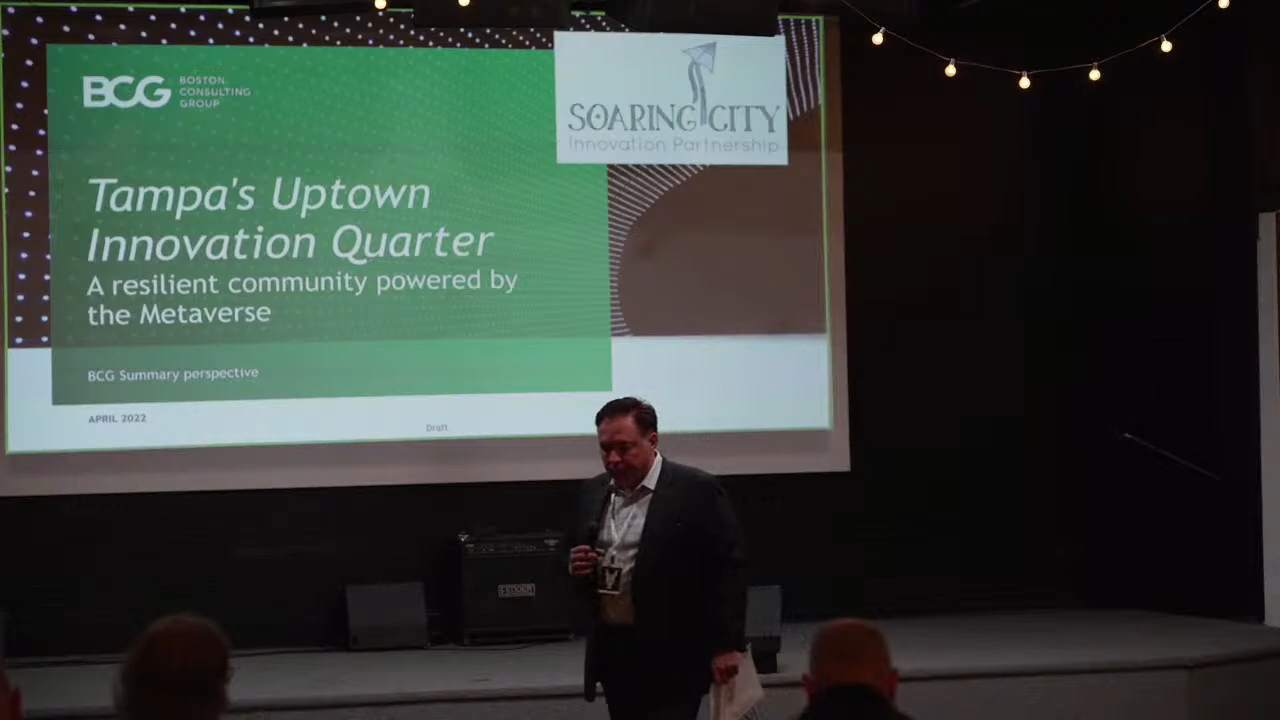 BCG
BOSTON
CONSULTING
GROUP
SOARING CITY
Innovation Partnership
Tampa's Uptown
Innovation Quarter
A resilient community powered by
the Metaverse
BCG Summary perspective
APRIL 2022
Draft
FENDER